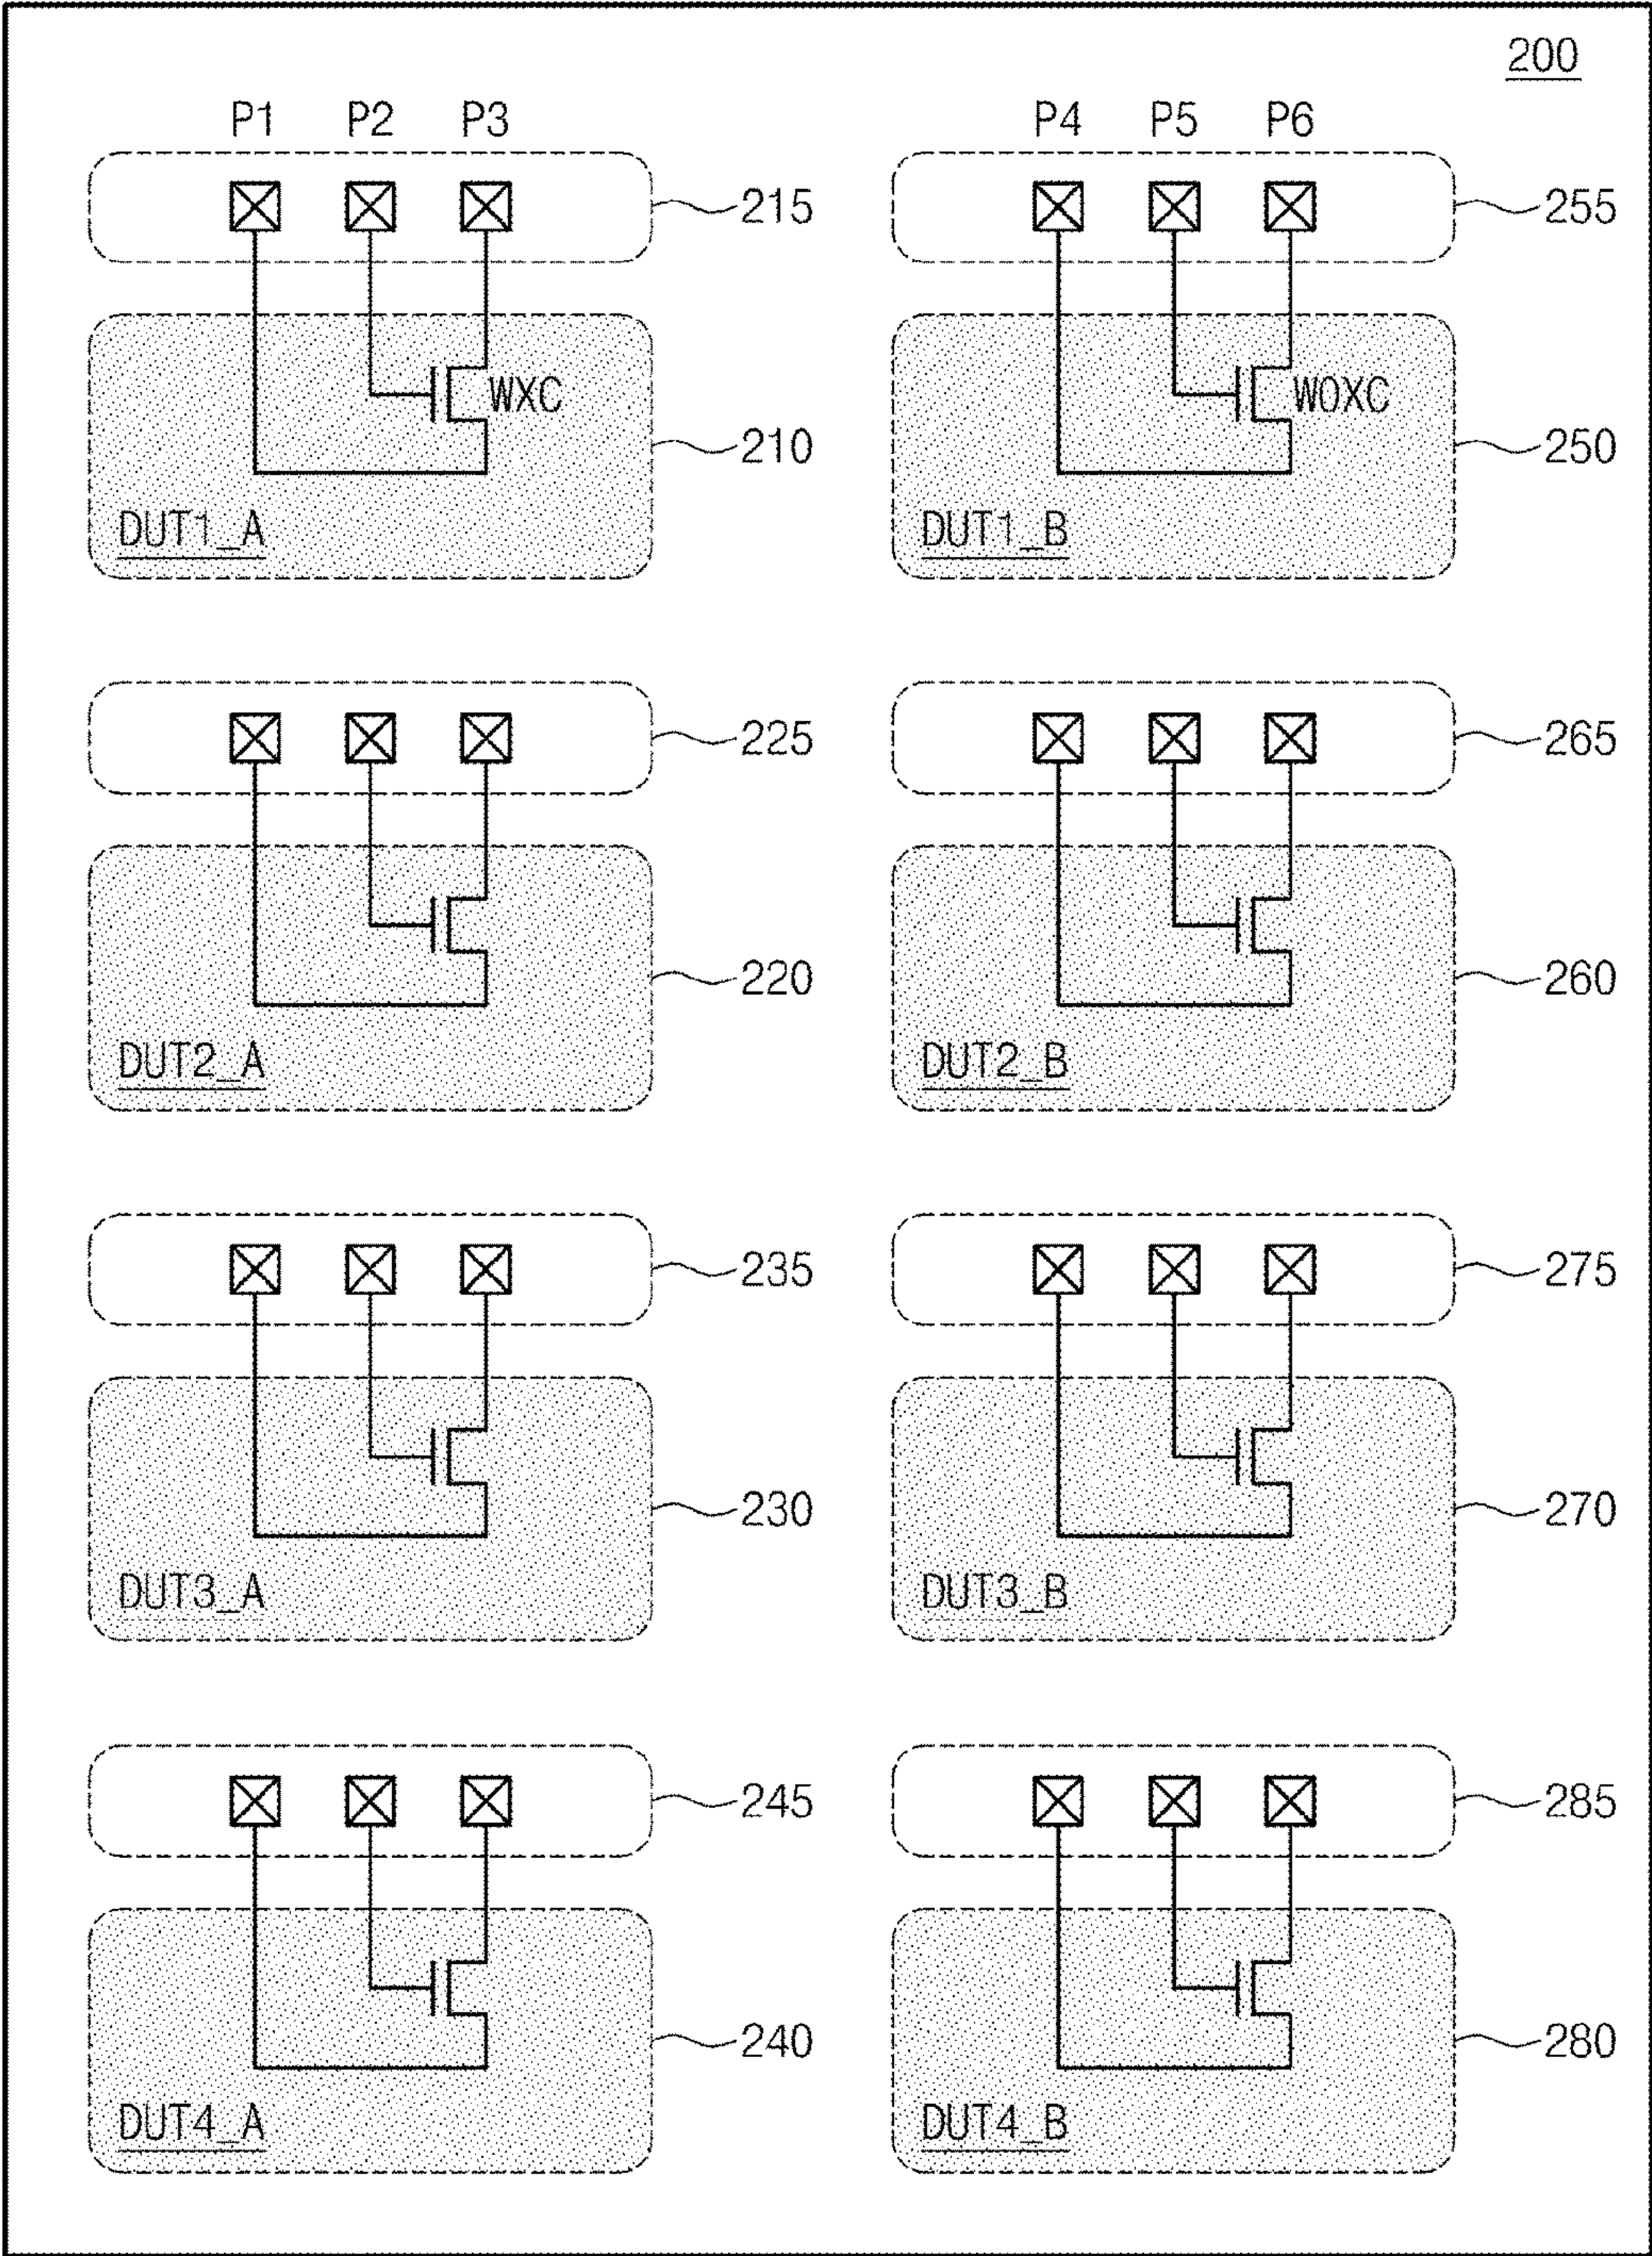 200
P1 P2 P3 P4 P5 P6
215 255
WXC WOXC
210 250
DUT1_A DUT1_B
225 265
220 260
DUT2_A DUT2_B
235 275
230 270
DUT3_A DUT3_B
245 285
240 280
DUT4_A DUT4_B